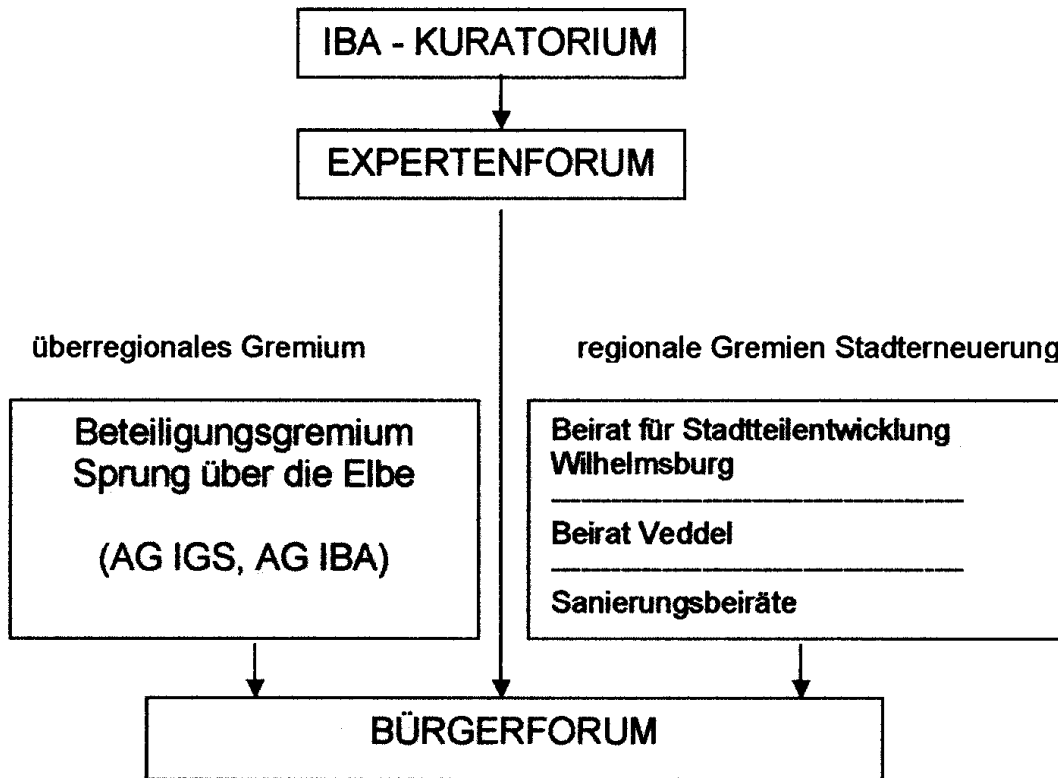 IBA - KURATORIUM
EXPERTENFORUM
überregionales Gremium
regionale Gremien Stadterneuerung
Beteiligungsgremium
Sprung über die Elbe
(AG IGS, AG IBA)
Beirat für Stadtteilentwicklung
Wilhelmsburg
Beirat Veddel
Sanierungsbeiräte
BÜRGERFORUM